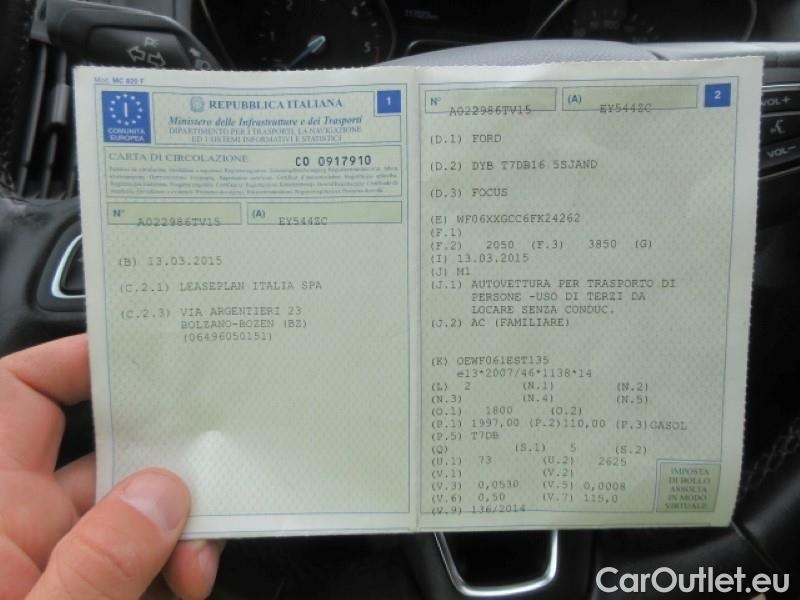 Mod. MC 820 F
COMUNITÀ EUROPEA
I
REPUBBLICA ITALIANA
1
Ministero delle Infrastrutture e dei Trasporti
DIPARTIMENTO PER I TRASPORTI, LA NAVIGAZIONE
ED I SISTEMI INFORMATIVI E STATISTICI
CARTA DI CIRCOLAZIONE CO 0917910
N° A022986TV15 (A) EY544ZC
(B) 13.03.2015
(C.2.1) LEASEPLAN ITALIA SPA
(C.2.3) VIA ARGENTIERI 23
BOLZANO-BOZEN (BZ)
(06496050151)
N° A022986TV15 (A) EY544ZC 2
(D.1) FORD
(D.2) DYB T7DB16 5SJAND
(D.3) FOCUS
(E) WF06XXGCC6FK24262
(F.1)
(F.2) 2050 (F.3) 3850 (G)
(I) 13.03.2015
(J) M1
(J.1) AUTOVETTURA PER TRASPORTO DI
PERSONE -USO DI TERZI DA
LOCARE SENZA CONDUC.
(J.2) AC (FAMILIARE)
(K) OEWF061EST135
e13*2007/46*1138*14
(L) 2 (N.1) (N.2)
(N.3) (N.4) (N.5)
(O.1) 1800 (O.2)
(P.1) 1997,00 (P.2)110,00 (P.3)GASOL
(P.5) T7DB
(Q) (S.1) 5 (S.2)
(U.1) 73 (U.2) 2625
(V.1) (V.2)
(V.3) 0,0530 (V.5) 0,0008
(V.6) 0,50 (V.7) 115,0
(V.9) 136/2014
IMPOSTA
DI BOLLO
ASSOLTA
IN MODO
VIRTUALE
VOL+
VOL-
CarOutlet.eu